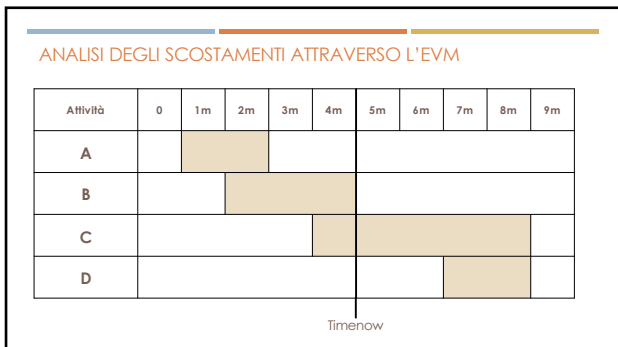 ANALISI DEGLI SCOSTAMENTI ATTRAVERSO L'EVM
Attività 0 1m 2m 3m 4m 5m 6m 7m 8m 9m
A
B
C
D
Timenow